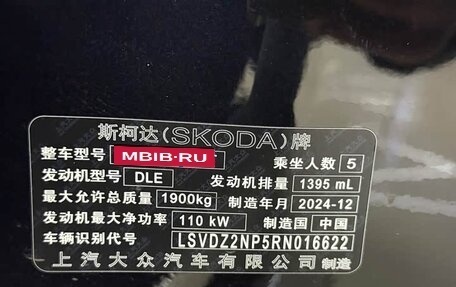 斯柯达(SKODA)牌
整车型号 MBIB-RU 乘坐人数 5
发动机型号 DLE 发动机排量 1395 mL
最大允许总质量 1900kg 制造年月 2024-12
发动机最大净功率 110 kW 制造国 中国
车辆识别代号 LSVDZ2NP5RN016622
上汽大众汽车有限公司制造